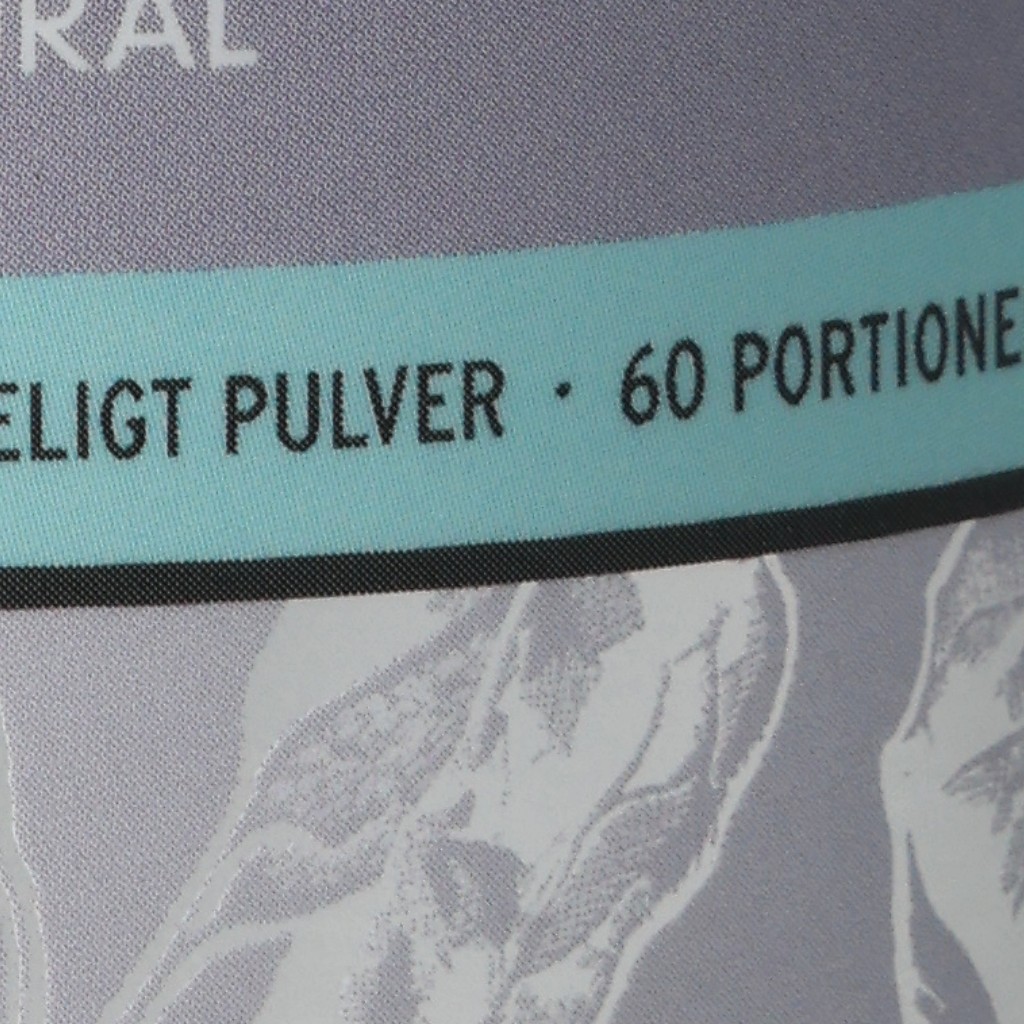 RAL
ELIGT PULVER · 60 PORTIONE